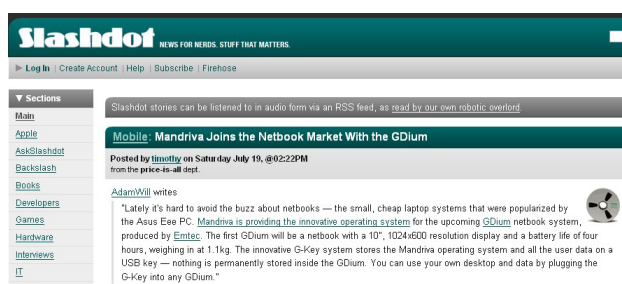 Slashdot NEWS FOR NERDS. STUFF THAT MATTERS.
▶ Log In | Create Account | Help | Subscribe | Firehose
▼ Sections
Main
Apple
AskSlashdot
Backslash
Books
Developers
Games
Hardware
Interviews
IT
Slashdot stories can be listened to in audio form via an RSS feed, as read by our own robotic overlord.
Mobile: Mandriva Joins the Netbook Market With the GDium
Posted by timothy on Saturday July 19, @02:22PM
from the price-is-all dept.
AdamWill writes
"Lately it's hard to avoid the buzz about netbooks — the small, cheap laptop systems that were popularized by
the Asus Eee PC. Mandriva is providing the innovative operating system for the upcoming GDium netbook system,
produced by Emtec. The first GDium will be a netbook with a 10", 1024x600 resolution display and a battery life of four
hours, weighing in at 1.1kg. The innovative G-Key system stores the Mandriva operating system and all the user data on a
USB key — nothing is permanently stored inside the GDium. You can use your own desktop and data by plugging the
G-Key into any GDium."